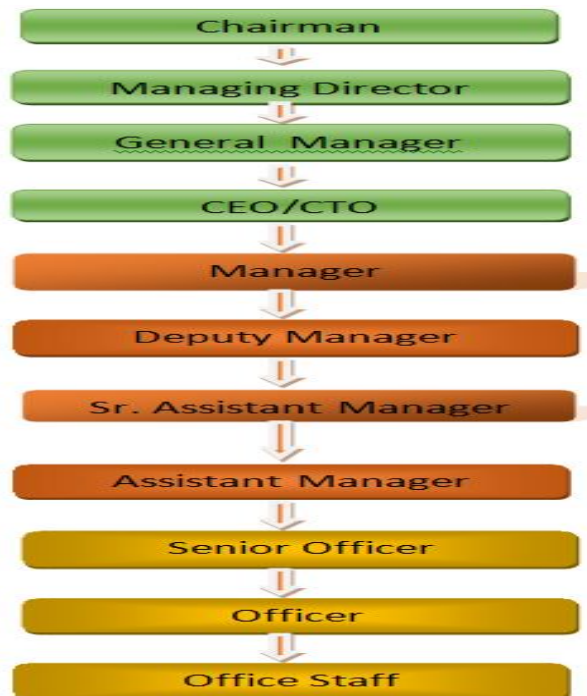 Chairman
Managing Director
General Manager
CEO/CTO
Manager
Deputy Manager
Sr. Assistant Manager
Assistant Manager
Senior Officer
Officer
Office Staff